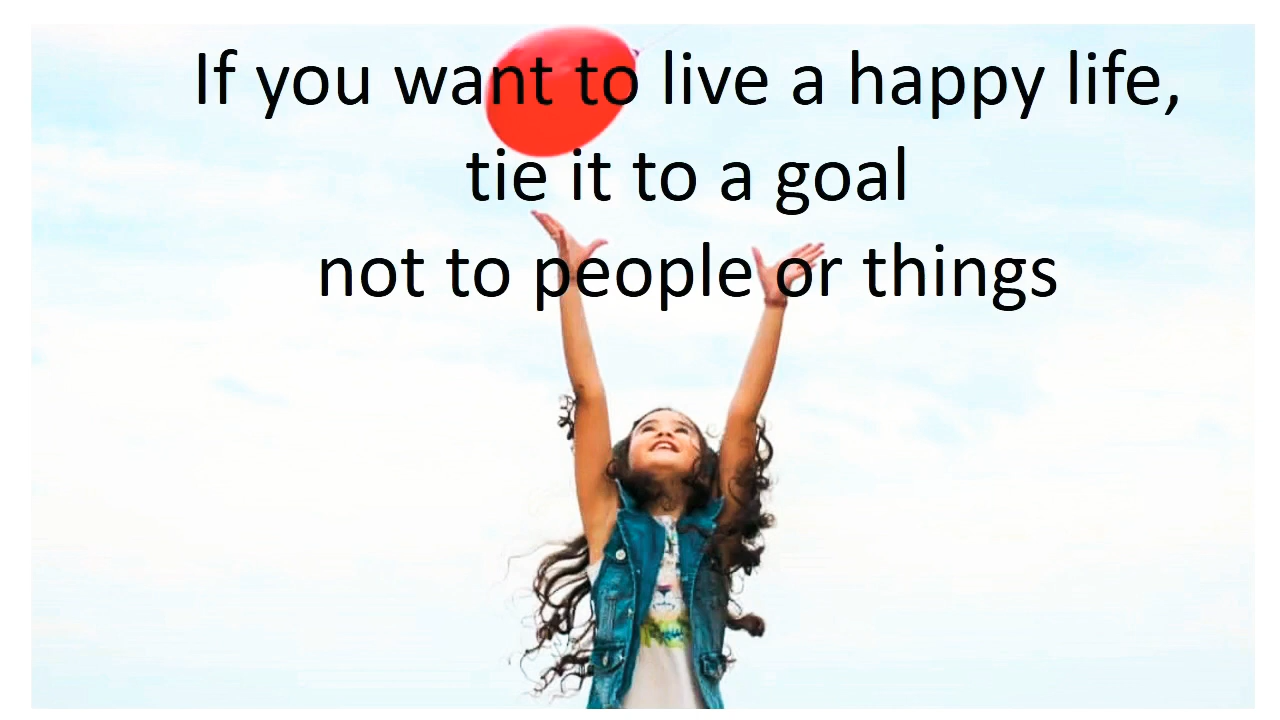 If you want to live a happy life,
tie it to a goal
not to people or things